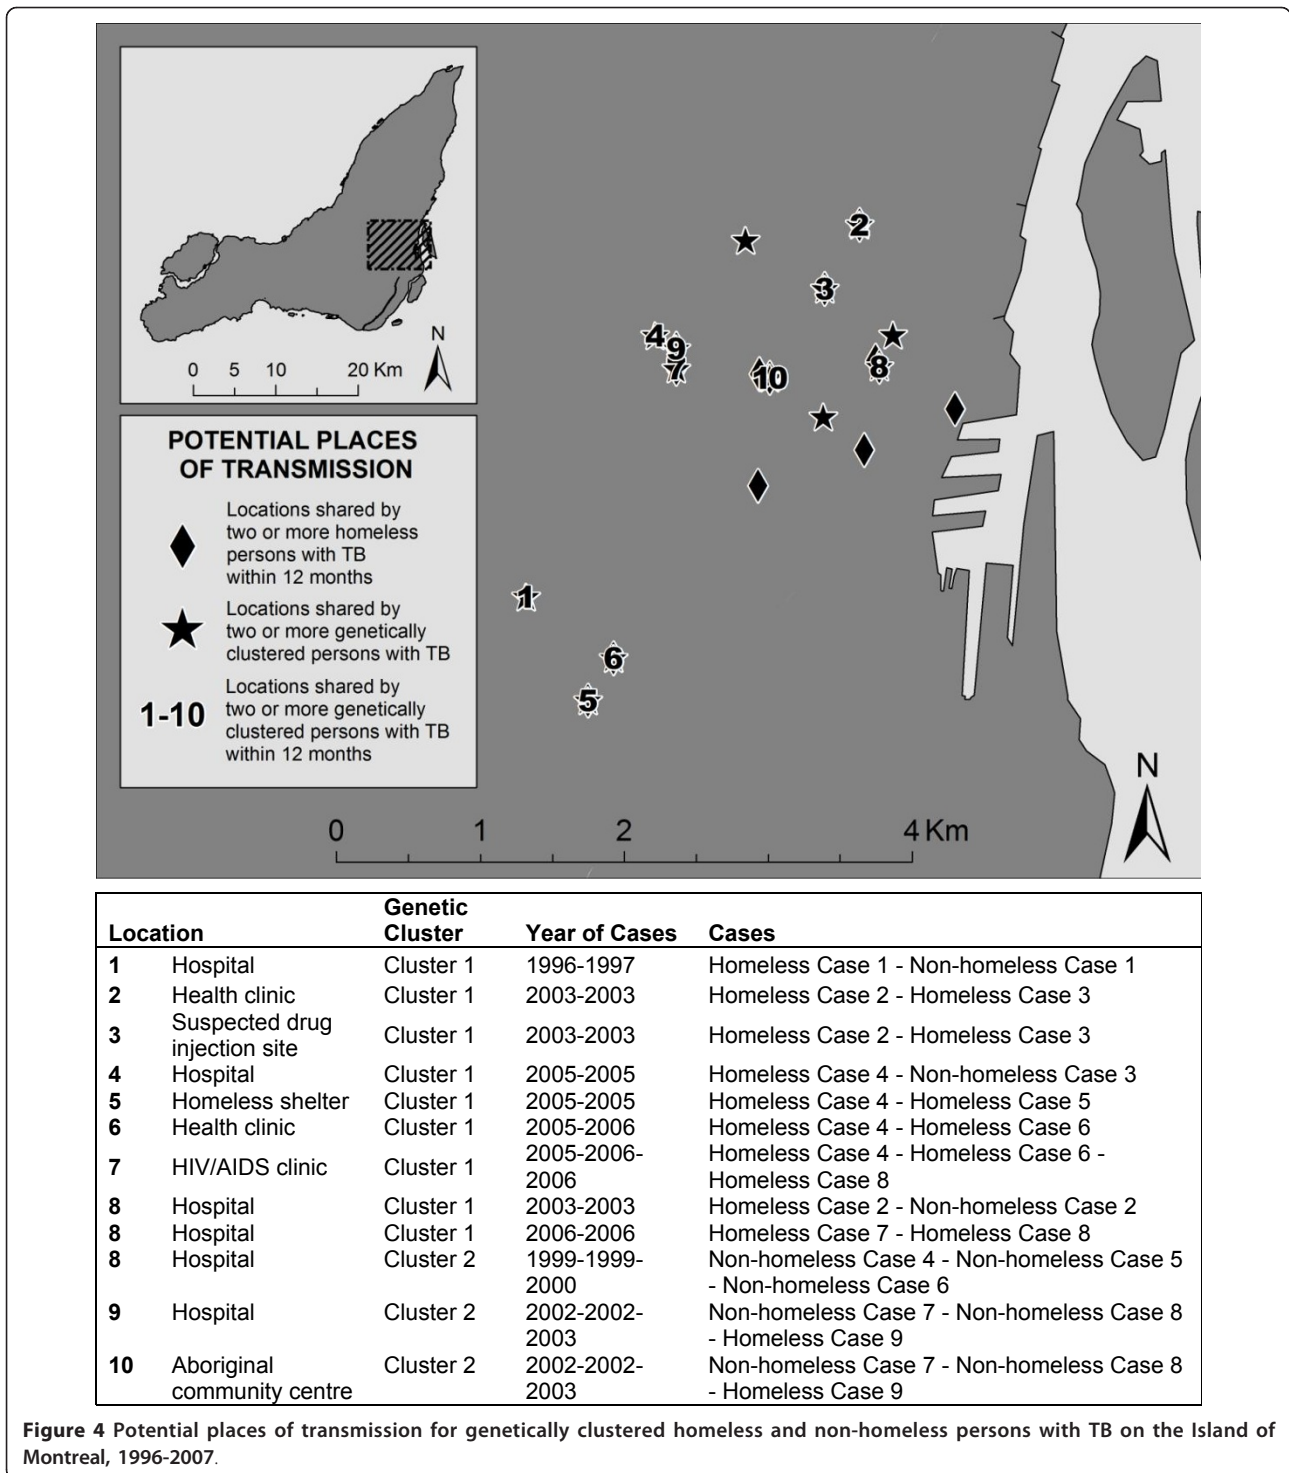 N
0 5 10 20 Km
POTENTIAL PLACES
OF TRANSMISSION
Locations shared by
two or more homeless
persons with TB
within 12 months
Locations shared by
two or more genetically
clustered persons with TB
1-10
Locations shared by
two or more genetically
clustered persons with TB
within 12 months
2
3
4
9
7
10
8
1
6
5
0 1 2 4 Km
N
Location Genetic Cluster Year of Cases Cases
1 Hospital Cluster 1 1996-1997 Homeless Case 1 - Non-homeless Case 1
2 Health clinic Cluster 1 2003-2003 Homeless Case 2 - Homeless Case 3
3 Suspected drug injection site Cluster 1 2003-2003 Homeless Case 2 - Homeless Case 3
4 Hospital Cluster 1 2005-2005 Homeless Case 4 - Non-homeless Case 3
5 Homeless shelter Cluster 1 2005-2005 Homeless Case 4 - Homeless Case 5
6 Health clinic Cluster 1 2005-2006 Homeless Case 4 - Homeless Case 6
7 HIV/AIDS clinic Cluster 1 2005-2006-2006 Homeless Case 4 - Homeless Case 6 - Homeless Case 8
8 Hospital Cluster 1 2003-2003 Homeless Case 2 - Non-homeless Case 2
8 Hospital Cluster 1 2006-2006 Homeless Case 7 - Homeless Case 8
8 Hospital Cluster 2 1999-1999-2000 Non-homeless Case 4 - Non-homeless Case 5 - Non-homeless Case 6
9 Hospital Cluster 2 2002-2002-2003 Non-homeless Case 7 - Non-homeless Case 8 - Homeless Case 9
10 Aboriginal community centre Cluster 2 2002-2002-2003 Non-homeless Case 7 - Non-homeless Case 8 - Homeless Case 9
Figure 4 Potential places of transmission for genetically clustered homeless and non-homeless persons with TB on the Island of
Montreal, 1996-2007.